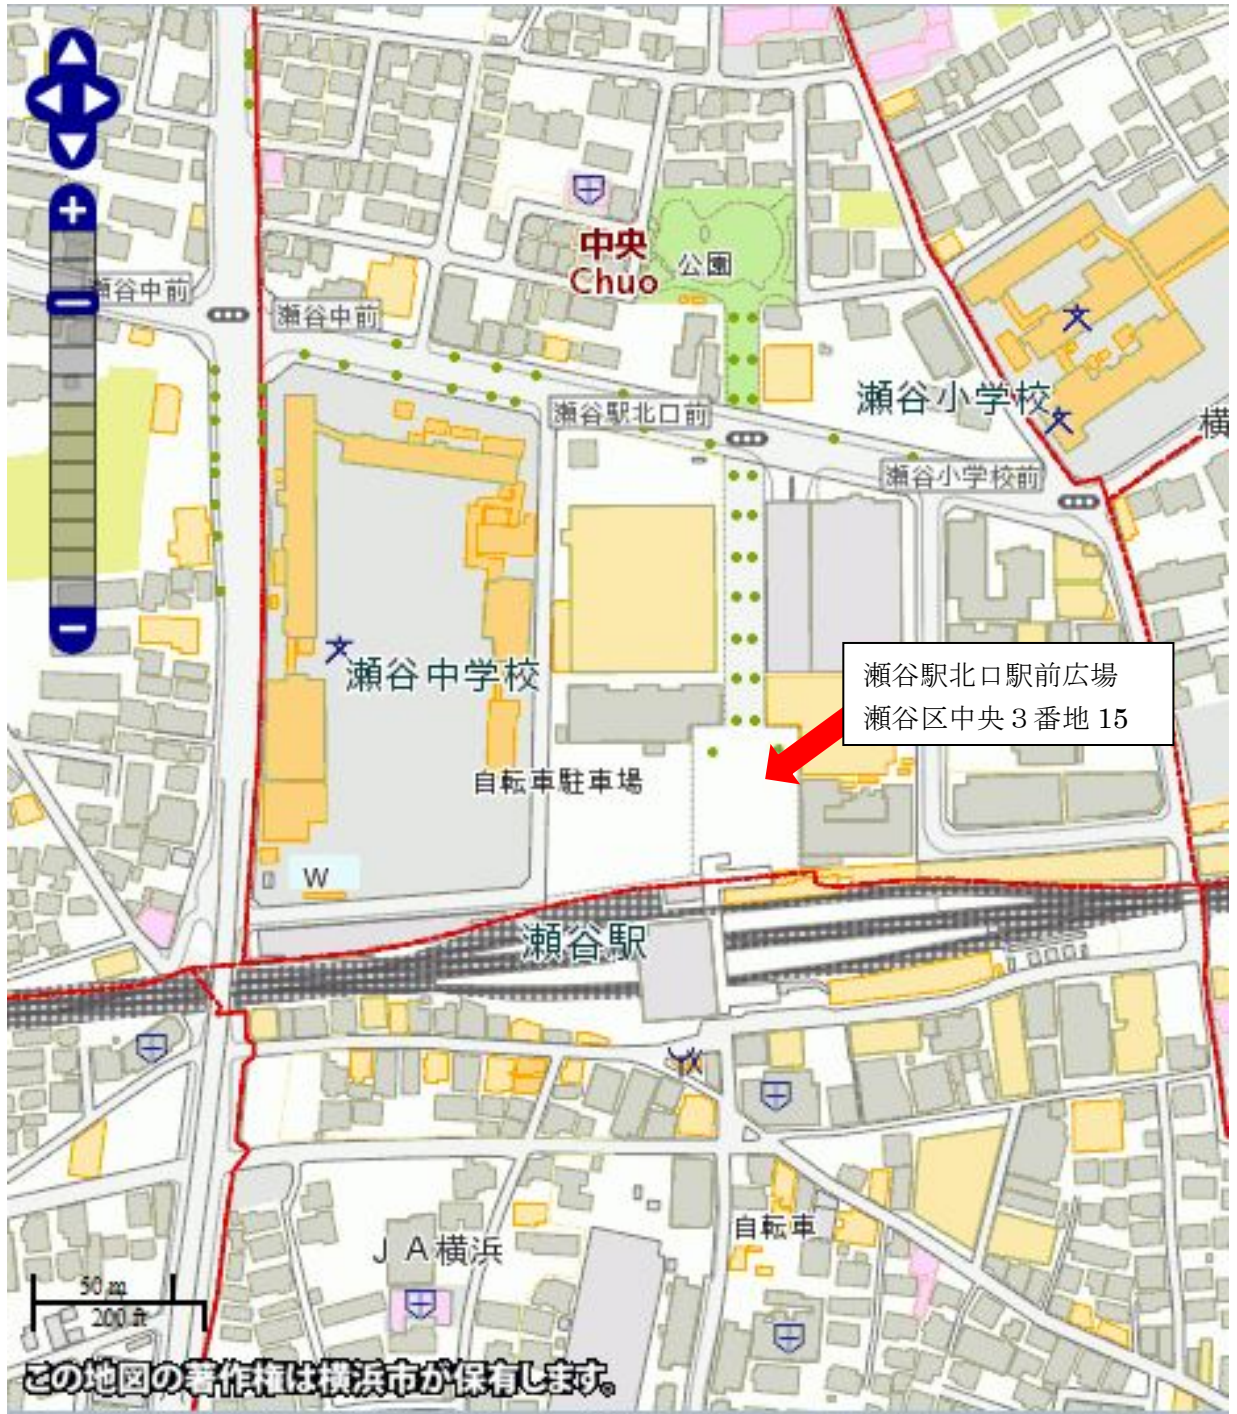 中央
Chuo
公園
瀬谷中前
瀬谷中前
瀬谷小学校
瀬谷駅北口前
横
瀬谷小学校前
瀬谷中学校
瀬谷駅北口駅前広場
瀬谷区中央３番地 15
自転車駐車場
W
瀬谷駅
自転車
ＪＡ横浜
50 m
200 ft
この地図の著作権は横浜市が保有します。